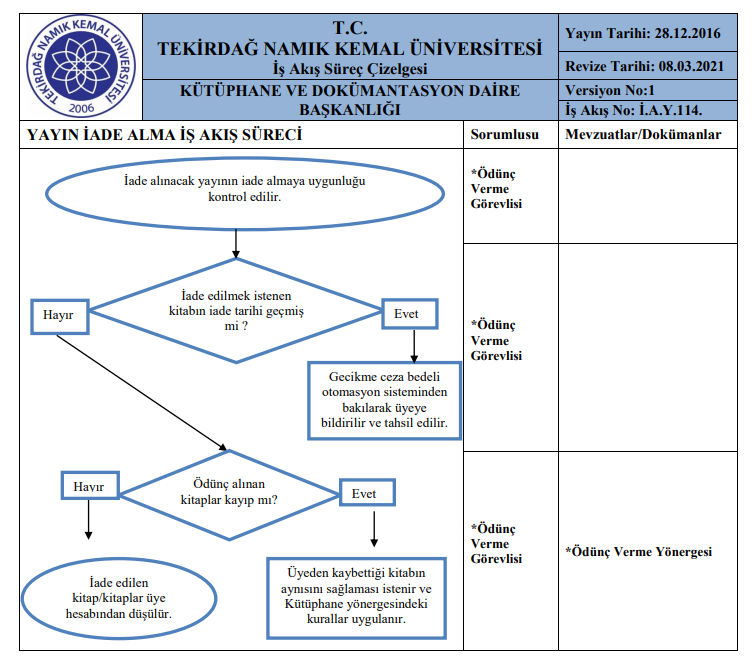 TEKİRDAĞ NAMIK KEMAL ÜNİVERSİTESİ
2006
T.C.
TEKİRDAĞ NAMIK KEMAL ÜNİVERSİTESİ
İş Akış Süreç Çizelgesi
KÜTÜPHANE VE DOKÜMANTASYON DAİRE
BAŞKANLIĞI
Yayın Tarihi: 28.12.2016
Revize Tarihi: 08.03.2021
Versiyon No:1
İş Akış No: İ.A.Y.114.
YAYIN İADE ALMA İŞ AKIŞ SÜRECİ
Sorumlusu
Mevzuatlar/Dokümanlar
İade alınacak yayının iade almaya uygunluğu
kontrol edilir.
*Ödünç
Verme
Görevlisi
İade edilmek istenen
kitabın iade tarihi geçmiş
mi ?
Hayır
Evet
Gecikme ceza bedeli
otomasyon sisteminden
bakılarak üyeye
bildirilir ve tahsil edilir.
*Ödünç
Verme
Görevlisi
Ödünç alınan
kitaplar kayıp mı?
Hayır
Evet
İade edilen
kitap/kitaplar üye
hesabından düşülür.
Üyeden kaybettiği kitabın
aynısını sağlaması istenir ve
Kütüphane yönergesindeki
kurallar uygulanır.
*Ödünç
Verme
Görevlisi
*Ödünç Verme Yönergesi